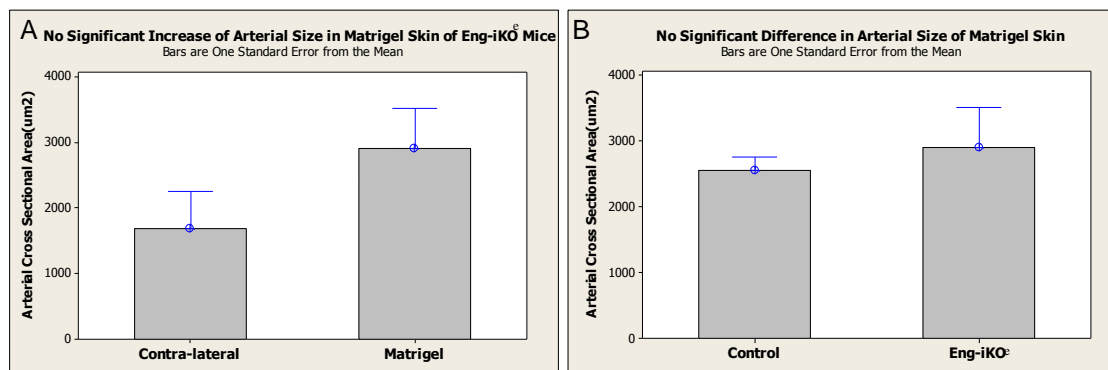 A
No Significant Increase of Arterial Size in Matrigel Skin of Eng-iKOe Mice
Bars are One Standard Error from the Mean
Arterial Cross Sectional Area(um2)
4000
3000
2000
1000
0
Contra-lateral Matrigel
B
No Significant Difference in Arterial Size of Matrigel Skin
Bars are One Standard Error from the Mean
Arterial Cross Sectional Area(um2)
4000
3000
2000
1000
0
Control Eng-iKOe